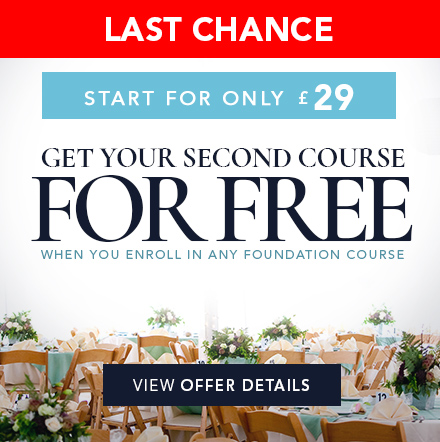 LAST CHANCE
START FOR ONLY £29
GET YOUR SECOND COURSE
FOR FREE
WHEN YOU ENROLL IN ANY FOUNDATION COURSE
VIEW OFFER DETAILS
12